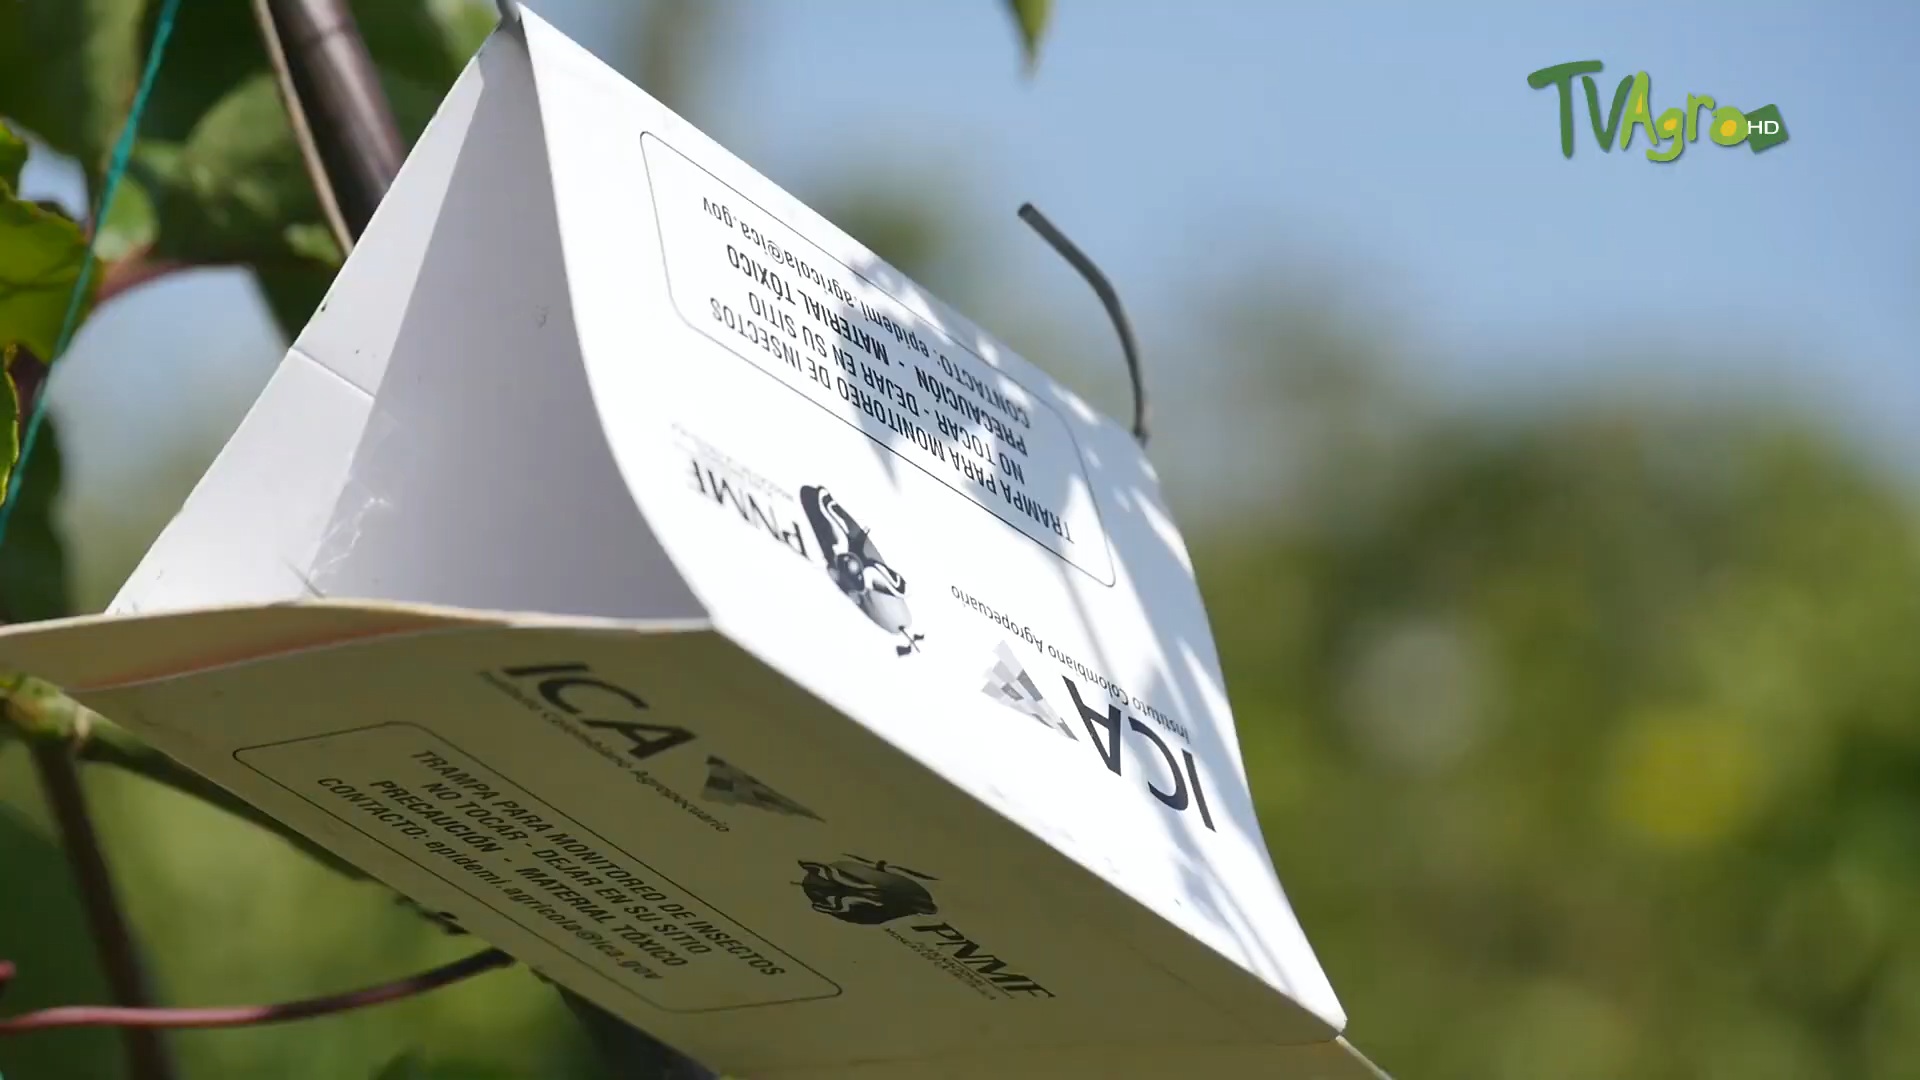 TVAgro HD
TRAMPA PARA MONITOREO DE INSECTOS
NO TOCAR - DEJAR EN SU SITIO
PRECAUCIÓN - MATERIAL TÓXICO
CONTACTO: epidemi.agricola@ica.gov
PNMF
ICA
Instituto Colombiano Agropecuario
ICA
Instituto Colombiano Agropecuario
PNMF
TRAMPA PARA MONITOREO DE INSECTOS
NO TOCAR - DEJAR EN SU SITIO
PRECAUCIÓN - MATERIAL TÓXICO
CONTACTO: epidemi.agricola@ica.gov